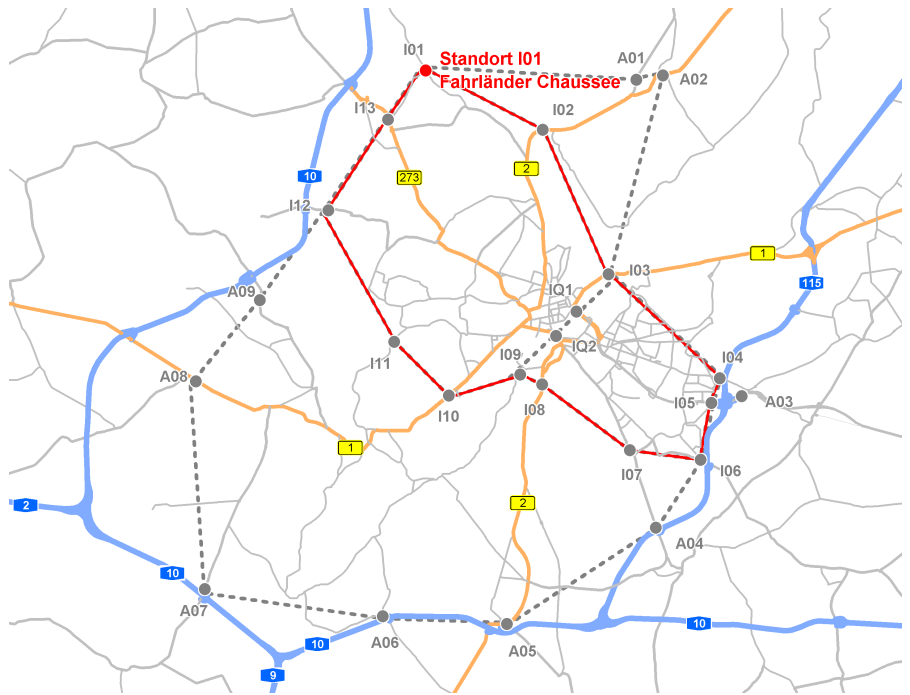 I01
Standort I01
Fahrländer Chaussee
A01
A02
I13
I02
10
273
2
I12
I03
1
115
A09
IQ1
IQ2
I11
I09
I04
A08
I10
I08
I05
A03
1
I07
I06
2
2
A04
10
A07
A06
A05
10
10
9